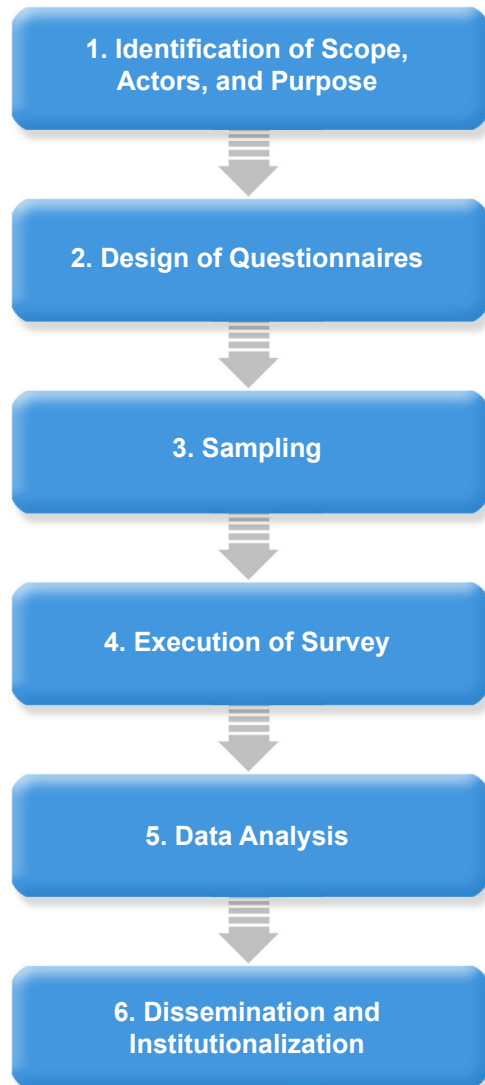 1. Identification of Scope,
Actors, and Purpose
2. Design of Questionnaires
3. Sampling
4. Execution of Survey
5. Data Analysis
6. Dissemination and
Institutionalization